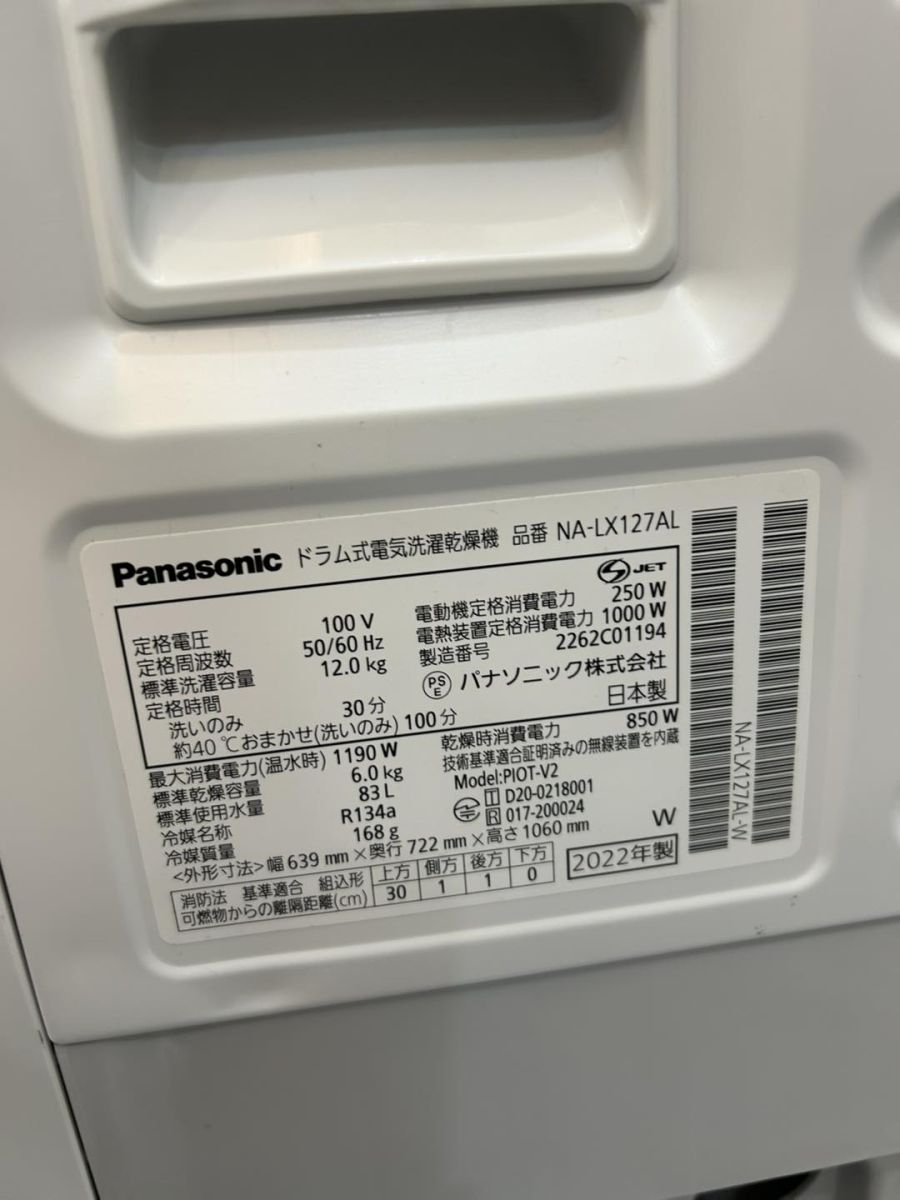 Panasonic ドラム式電気洗濯乾燥機 品番 NA-LX127AL
S JET
定格電圧 100 V
定格周波数 50/60 Hz
標準洗濯容量 12.0 kg
定格時間
洗いのみ 30分
約40℃おまかせ(洗いのみ) 100分
電動機定格消費電力 250 W
電熱装置定格消費電力 1000 W
製造番号 2262C01194
PSE パナソニック株式会社
日本製
最大消費電力(温水時) 1190 W
標準乾燥容量 6.0 kg
標準使用水量 83 L
冷媒名称 R134a
冷媒質量 168 g
乾燥時消費電力 850 W
技術基準適合証明済みの無線装置を内蔵
Model:PIOT-V2
T D20-0218001
R 017-200024
<外形寸法>幅 639 mm×奥行 722 mm×高さ 1060 mm
W
消防法 基準適合 組込形
可燃物からの離隔距離(cm)
上方 側方 後方 下方
30 1 1 0
2022年製
NA-LX127AL-W